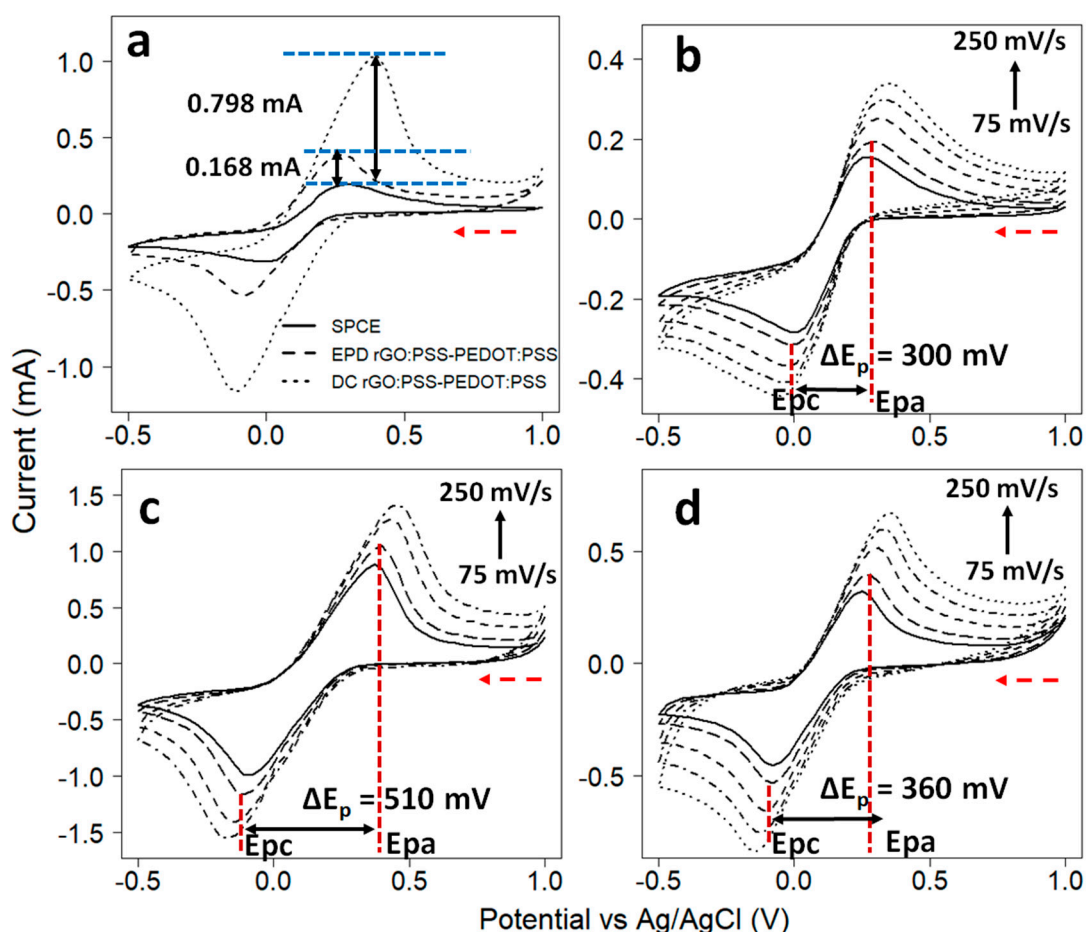 a
1.0
0.5
0.0
-0.5
-1.0
0.798 mA
0.168 mA
SPCE
EPD rGO:PSS-PEDOT:PSS
DC rGO:PSS-PEDOT:PSS
-0.5 0.0 0.5 1.0
b
250 mV/s
75 mV/s
0.4
0.2
0.0
-0.2
-0.4
ΔEp = 300 mV
Epc Epa
-0.5 0.0 0.5 1.0
Current (mA)
c
250 mV/s
75 mV/s
1.5
1.0
0.5
0.0
-0.5
-1.0
-1.5
ΔEp = 510 mV
Epc Epa
-0.5 0.0 0.5 1.0
d
250 mV/s
75 mV/s
0.5
0.0
-0.5
ΔEp = 360 mV
Epc Epa
-0.5 0.0 0.5 1.0
Potential vs Ag/AgCl (V)